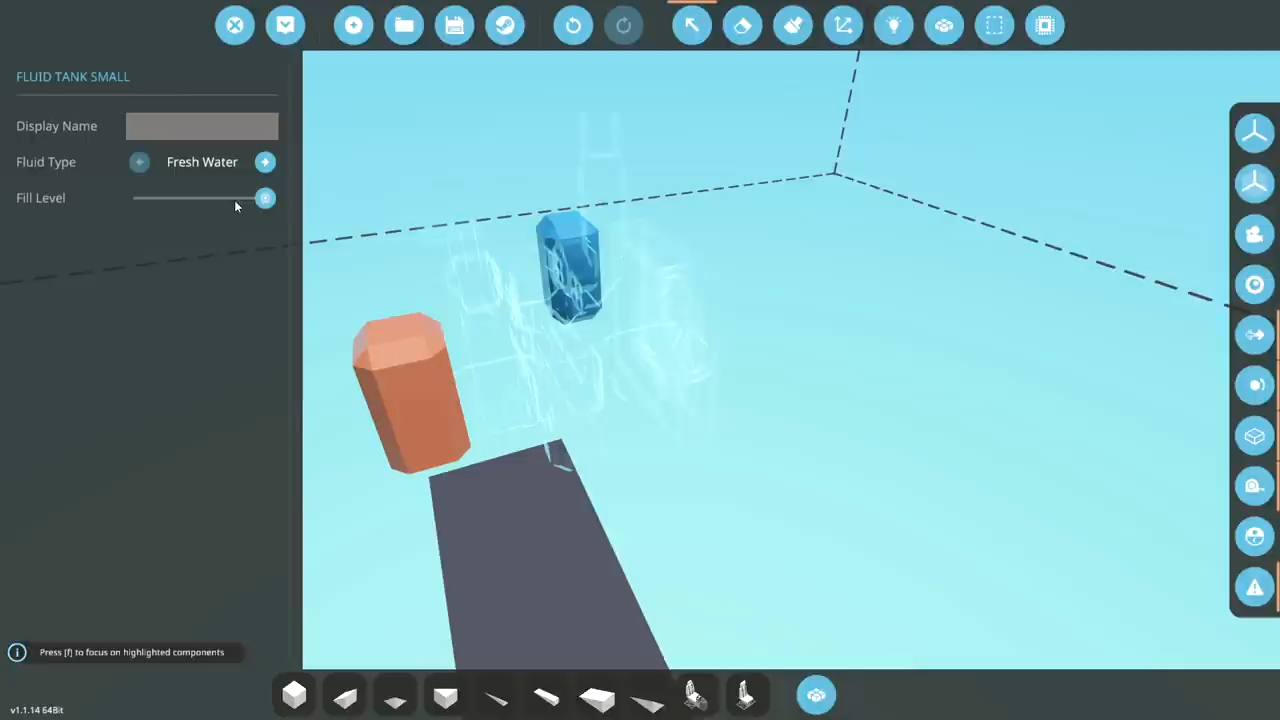 FLUID TANK SMALL
Display Name
Fluid Type Fresh Water
Fill Level
Press [f] to focus on highlighted components
v1.1.14 64Bit